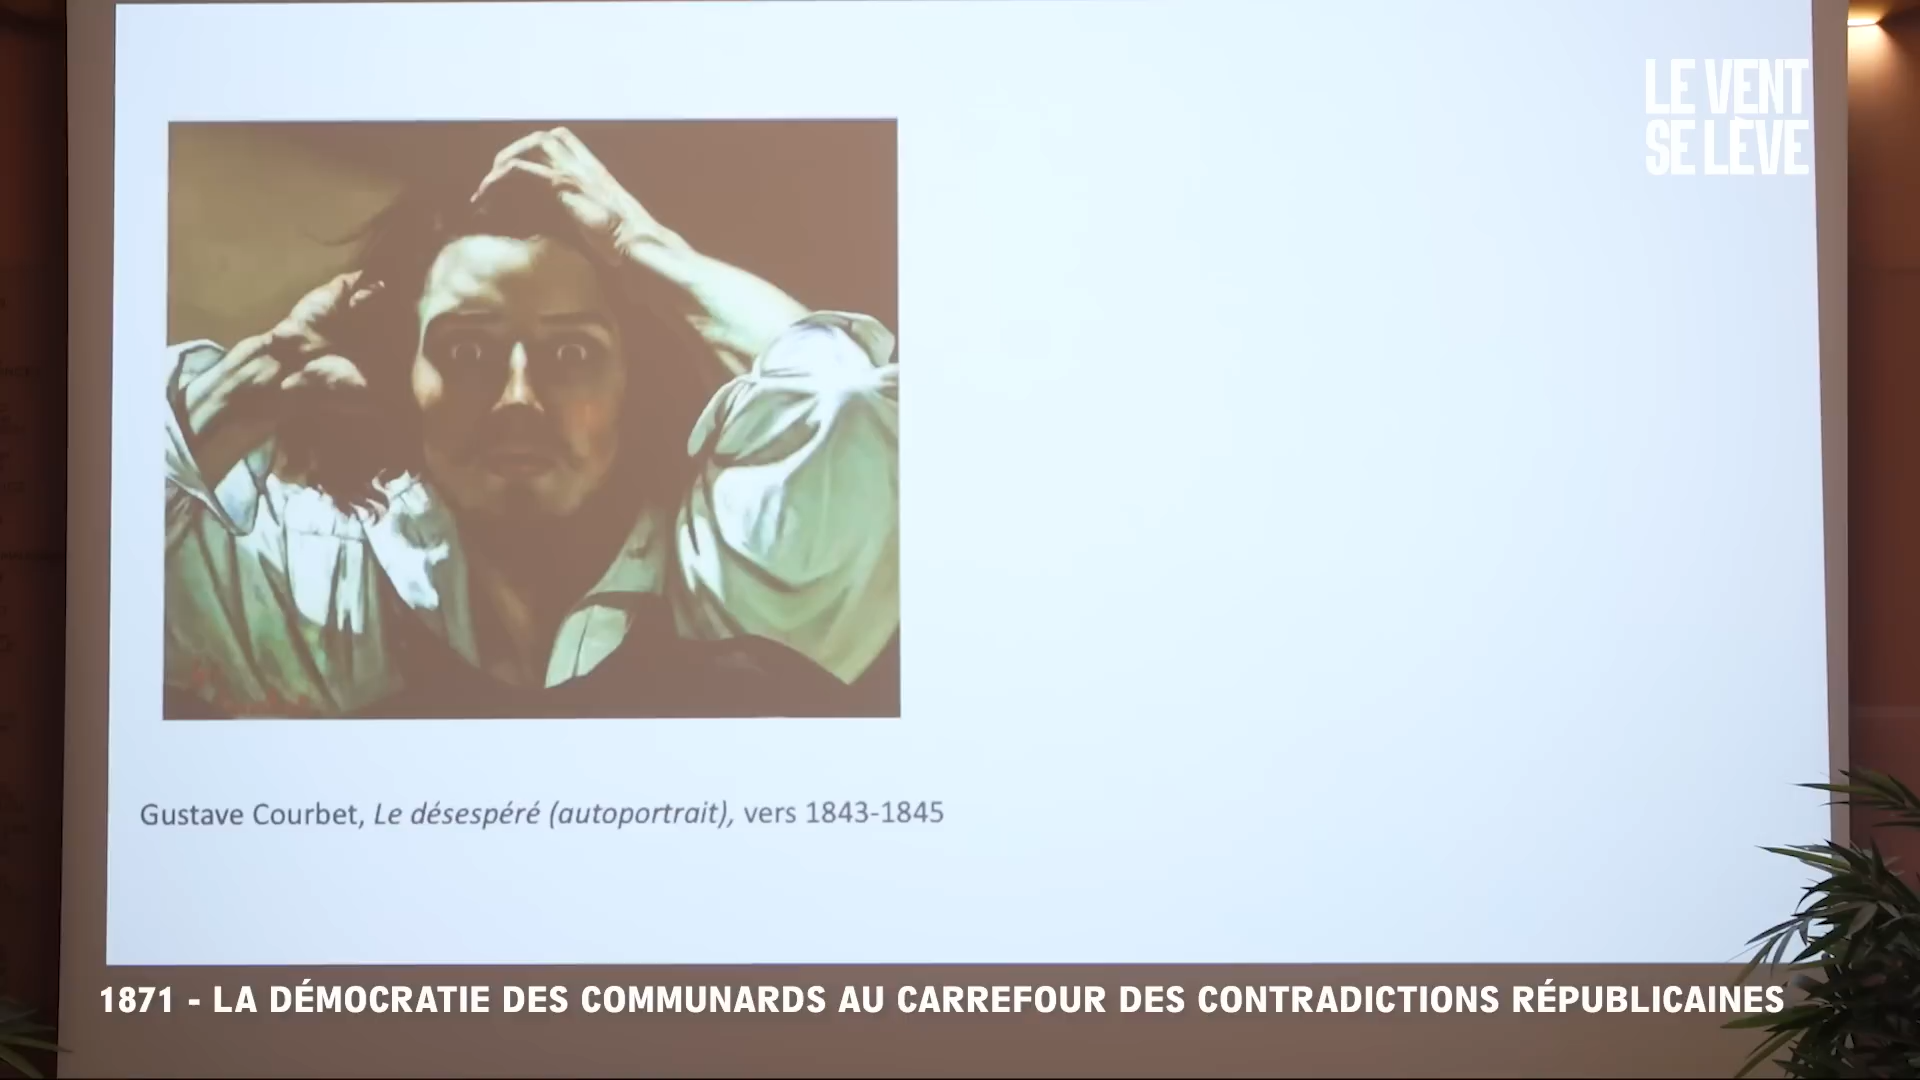 LE VENT
SE LÈVE
Gustave Courbet, Le désespéré (autoportrait), vers 1843-1845
1871 - LA DÉMOCRATIE DES COMMUNARDS AU CARREFOUR DES CONTRADICTIONS RÉPUBLICAINES